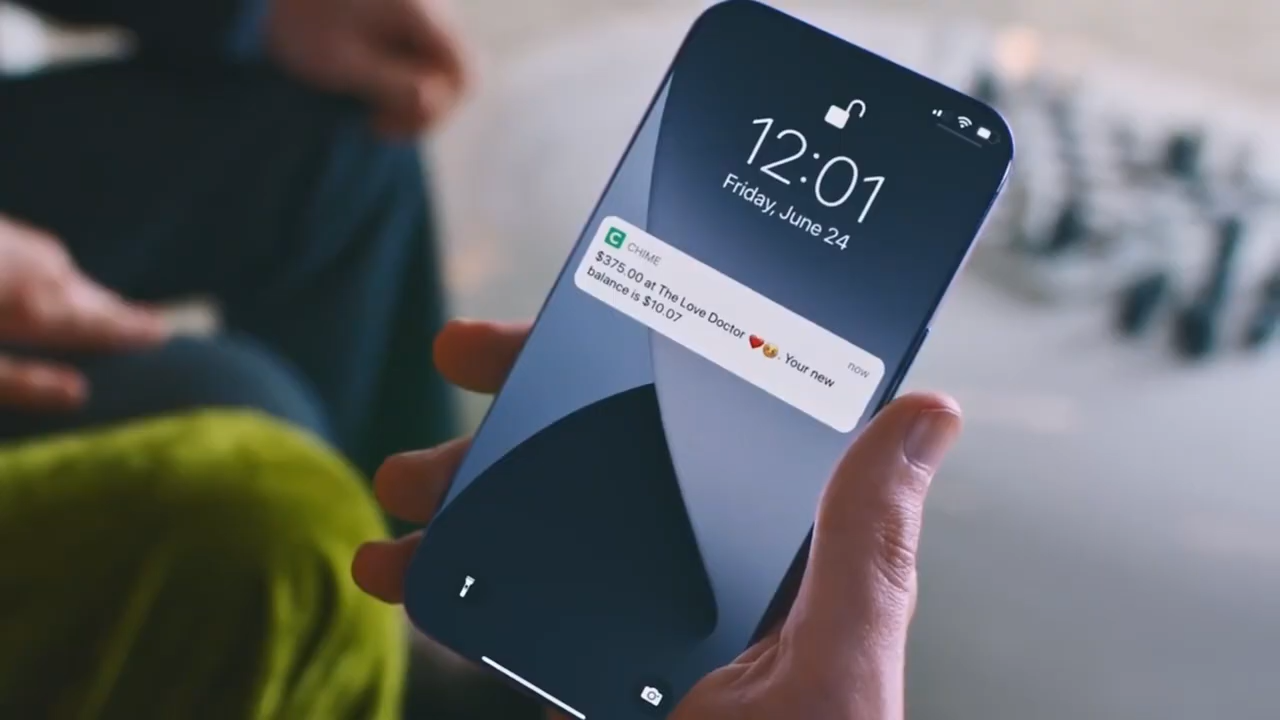 12:01
Friday, June 24
C CHIME
now
$375.00 at The Love Doctor ❤️🤒. Your new
balance is $10.07